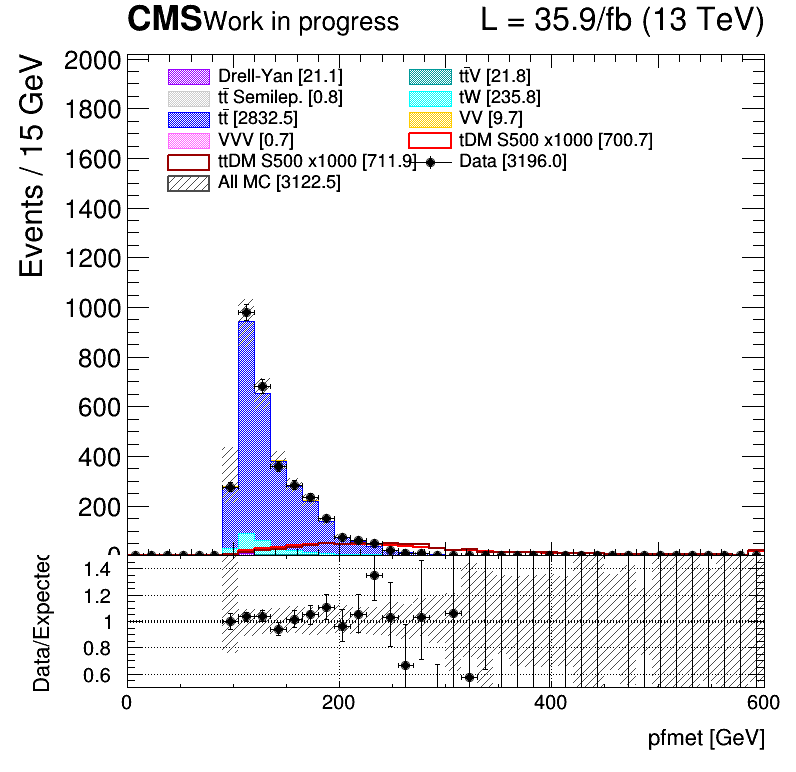 CMS Work in progress L = 35.9/fb (13 TeV)
Events / 15 GeV
2000
1800
1600
1400
1200
1000
800
600
400
200
0
Drell-Yan [21.1] tt̄V [21.8]
tt̄ Semilep. [0.8] tW [235.8]
tt̄ [2832.5] VV [9.7]
VVV [0.7] tDM S500 x1000 [700.7]
ttDM S500 x1000 [711.9] Data [3196.0]
All MC [3122.5]
Data/Expected
1.4
1.2
1
0.8
0.6
0 200 400 600
pfmet [GeV]